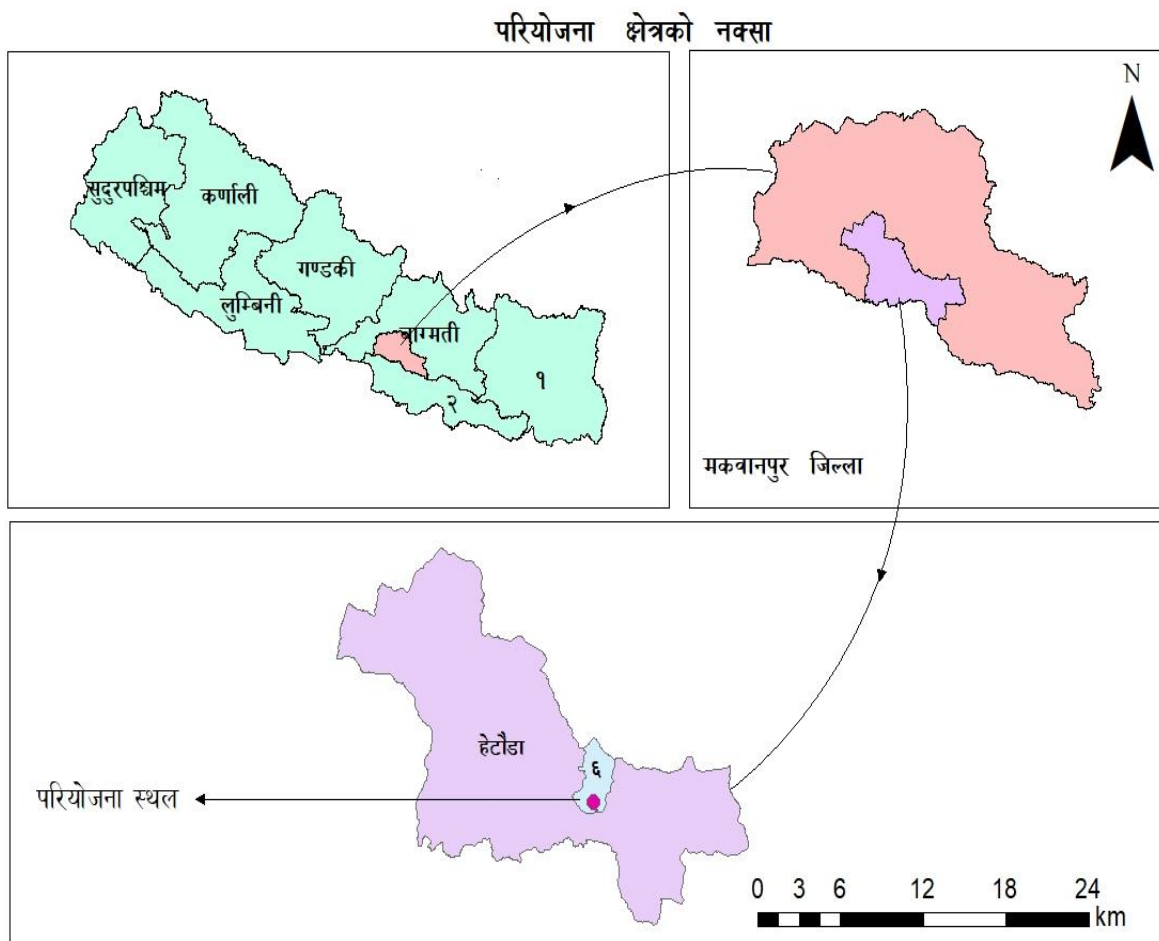 परियोजना क्षेत्रको नक्सा
N
सुदुरपश्चिम
कर्णाली
गण्डकी
लुम्बिनी
बाग्मती
१
२
मकवानपुर जिल्ला
हेटौडा
६
परियोजना स्थल
0 3 6 12 18 24
km